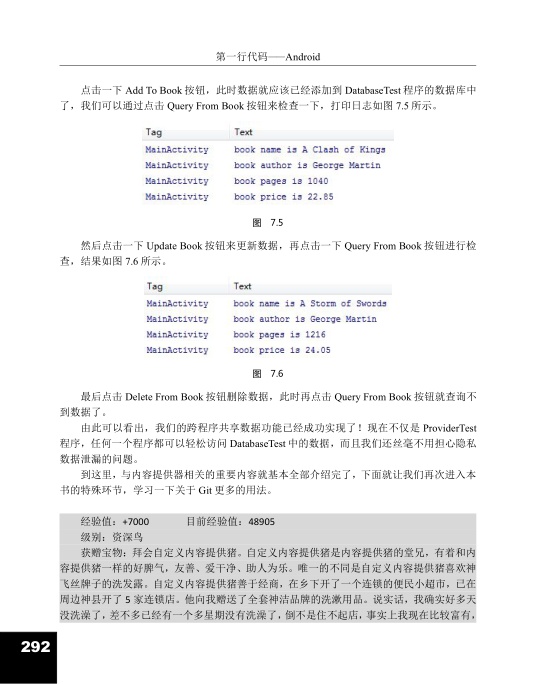 第一行代码——Android
点击一下 Add To Book 按钮，此时数据就应该已经添加到 DatabaseTest 程序的数据库中
了，我们可以通过点击 Query From Book 按钮来检查一下，打印日志如图 7.5 所示。
Tag Text
MainActivity book name is A Clash of Kings
MainActivity book author is George Martin
MainActivity book pages is 1040
MainActivity book price is 22.85
图 7.5
然后点击一下 Update Book 按钮来更新数据，再点击一下 Query From Book 按钮进行检
查，结果如图 7.6 所示。
Tag Text
MainActivity book name is A Storm of Swords
MainActivity book author is George Martin
MainActivity book pages is 1216
MainActivity book price is 24.05
图 7.6
最后点击 Delete From Book 按钮删除数据，此时再点击 Query From Book 按钮就查询不
到数据了。
由此可以看出，我们的跨程序共享数据功能已经成功实现了！现在不仅是 ProviderTest
程序，任何一个程序都可以轻松访问 DatabaseTest 中的数据，而且我们还丝毫不用担心隐私
数据泄漏的问题。
到这里，与内容提供器相关的重要内容就基本全部介绍完了，下面就让我们再次进入本
书的特殊环节，学习一下关于 Git 更多的用法。
经验值：+7000 目前经验值：48905
级别：资深鸟
获赠宝物：拜会自定义内容提供猪。自定义内容提供猪是内容提供猪的堂兄，有着和内
容提供猪一样的好脾气，友善、爱干净、助人为乐。唯一的不同是自定义内容提供猪喜欢神
飞丝牌子的洗发露。自定义内容提供猪善于经商，在乡下开了一个连锁的便民小超市，已在
周边神县开了 5 家连锁店。他向我赠送了全套神洁品牌的洗漱用品。说实话，我确实好多天
没洗澡了，差不多已经有一个多星期没有洗澡了，倒不是住不起店，事实上我现在比较富有，
292